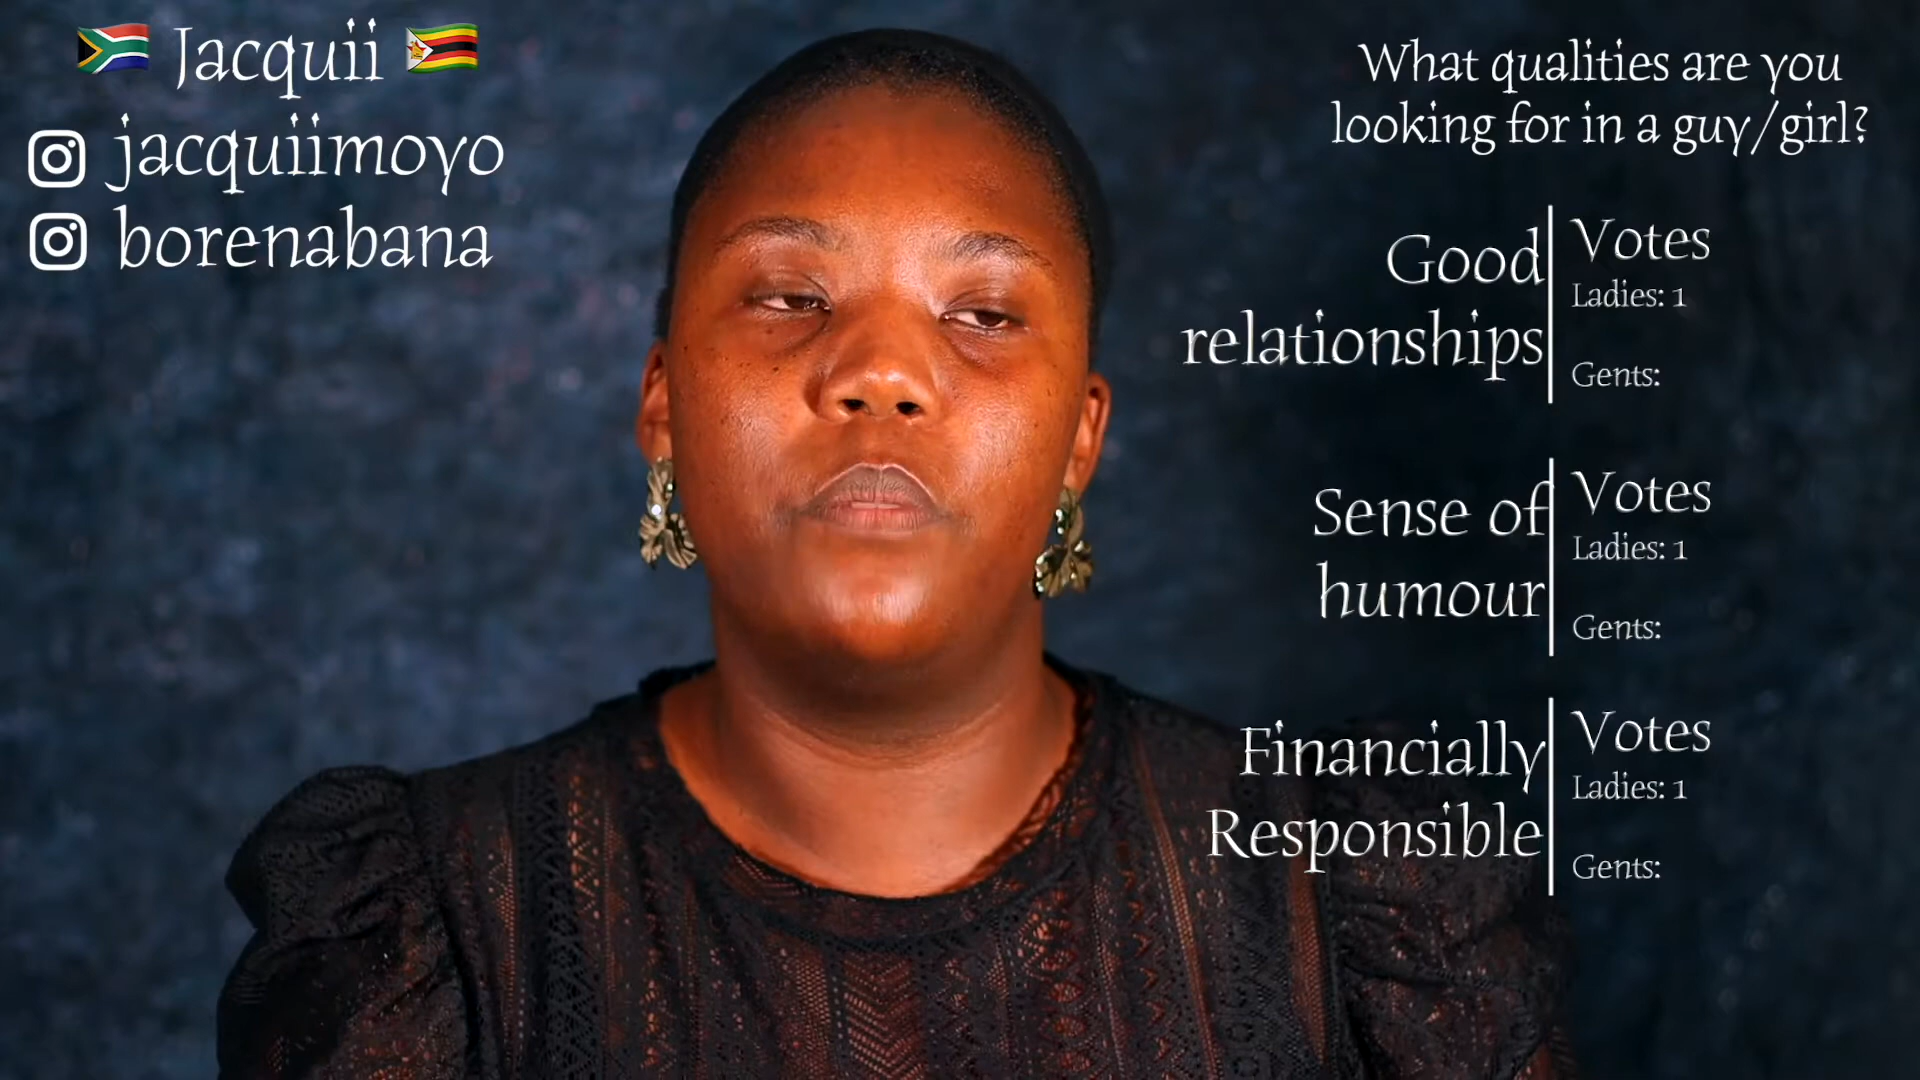 Jacquii
jacquiimoyo
borenabana
What qualities are you
looking for in a guy/girl?
Good
relationships
Votes
Ladies: 1
Gents:
Sense of
humour
Votes
Ladies: 1
Gents:
Financially
Responsible
Votes
Ladies: 1
Gents: